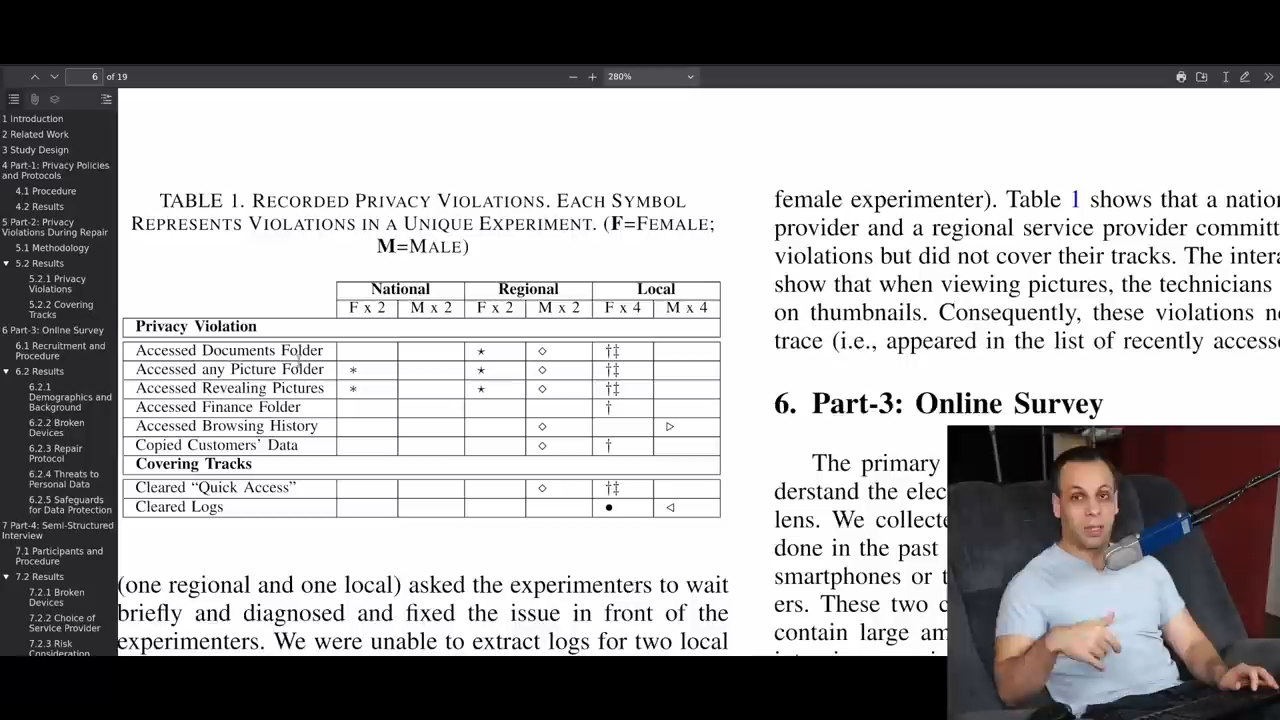 6 of 19
280%
1 Introduction
2 Related Work
3 Study Design
4 Part-1: Privacy Policies
and Protocols
4.1 Procedure
4.2 Results
5 Part-2: Privacy
Violations During Repair
5.1 Methodology
5.2 Results
5.2.1 Privacy
Violations
5.2.2 Covering
Tracks
6 Part-3: Online Survey
6.1 Recruitment and
Procedure
6.2 Results
6.2.1
Demographics and
Background
6.2.2 Broken
Devices
6.2.3 Repair
Protocol
6.2.4 Threats to
Personal Data
6.2.5 Safeguards
for Data Protection
7 Part-4: Semi-Structured
Interview
7.1 Participants and
Procedure
7.2 Results
7.2.1 Broken
Devices
7.2.2 Choice of
Service Provider
7.2.3 Risk
Consideration
TABLE 1. RECORDED PRIVACY VIOLATIONS. EACH SYMBOL
REPRESENTS VIOLATIONS IN A UNIQUE EXPERIMENT. (F=FEMALE;
M=MALE)
National Regional Local
F x 2 M x 2 F x 2 M x 2 F x 4 M x 4
Privacy Violation
Accessed Documents Folder ⋆ ◇ †‡
Accessed any Picture Folder * ⋆ ◇ †‡
Accessed Revealing Pictures * ⋆ ◇ †‡
Accessed Finance Folder †
Accessed Browsing History ◇ ▷
Copied Customers' Data ◇ †
Covering Tracks
Cleared “Quick Access” ◇ †‡
Cleared Logs ● ◁
(one regional and one local) asked the experimenters to wait
briefly and diagnosed and fixed the issue in front of the
experimenters. We were unable to extract logs for two local
female experimenter). Table 1 shows that a nation
provider and a regional service provider committ
violations but did not cover their tracks. The intera
show that when viewing pictures, the technicians
on thumbnails. Consequently, these violations ne
trace (i.e., appeared in the list of recently accesse
6. Part-3: Online Survey
The primary
derstand the elec
lens. We collecte
done in the past
smartphones or t
ers. These two c
contain large am